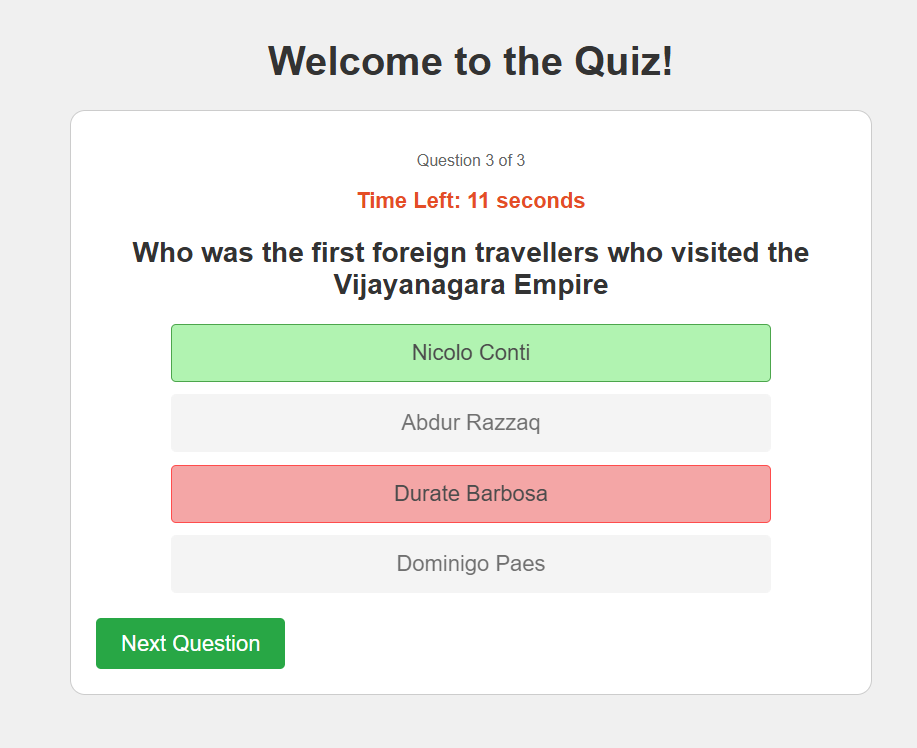 Welcome to the Quiz!
Question 3 of 3
Time Left: 11 seconds
Who was the first foreign travellers who visited the
Vijayanagara Empire
Nicolo Conti
Abdur Razzaq
Durate Barbosa
Dominigo Paes
Next Question